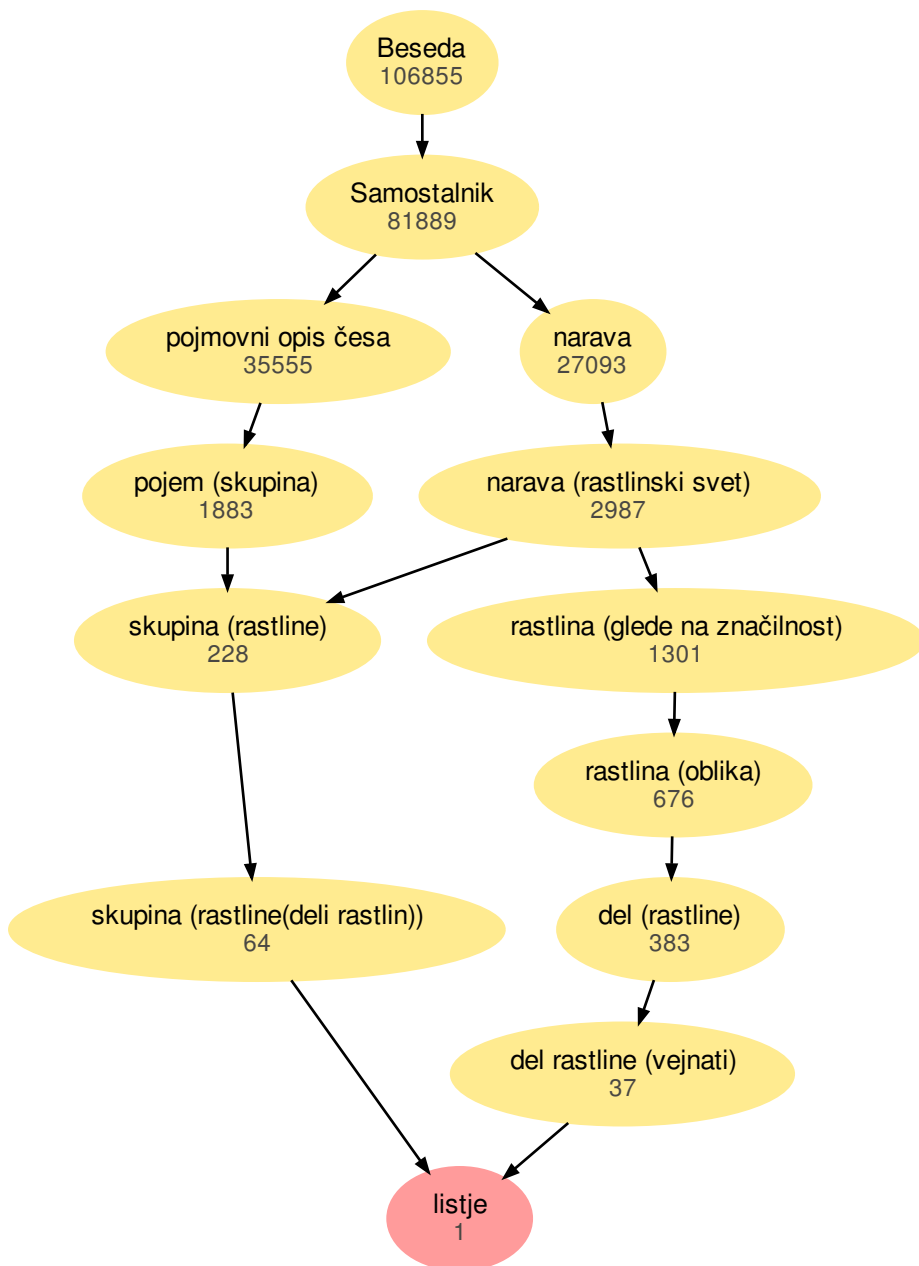 Beseda
106855
Samostalnik
81889
pojmovni opis česa
35555
narava
27093
pojem (skupina)
1883
narava (rastlinski svet)
2987
skupina (rastline)
228
rastlina (glede na značilnost)
1301
rastlina (oblika)
676
skupina (rastline(deli rastlin))
64
del (rastline)
383
del rastline (vejnati)
37
listje
1